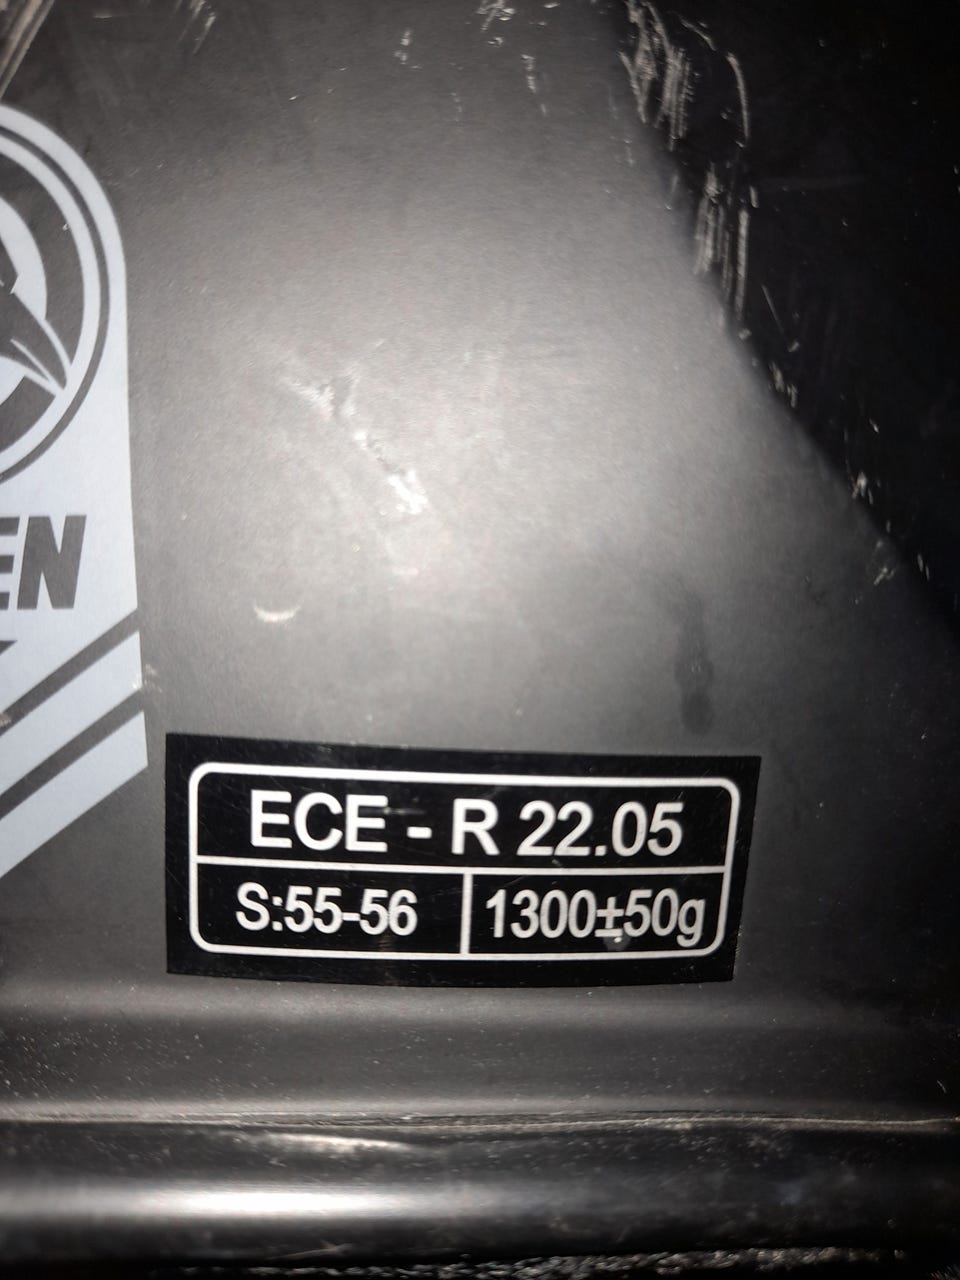 EN
ECE - R 22.05
S:55-56
1300±50g